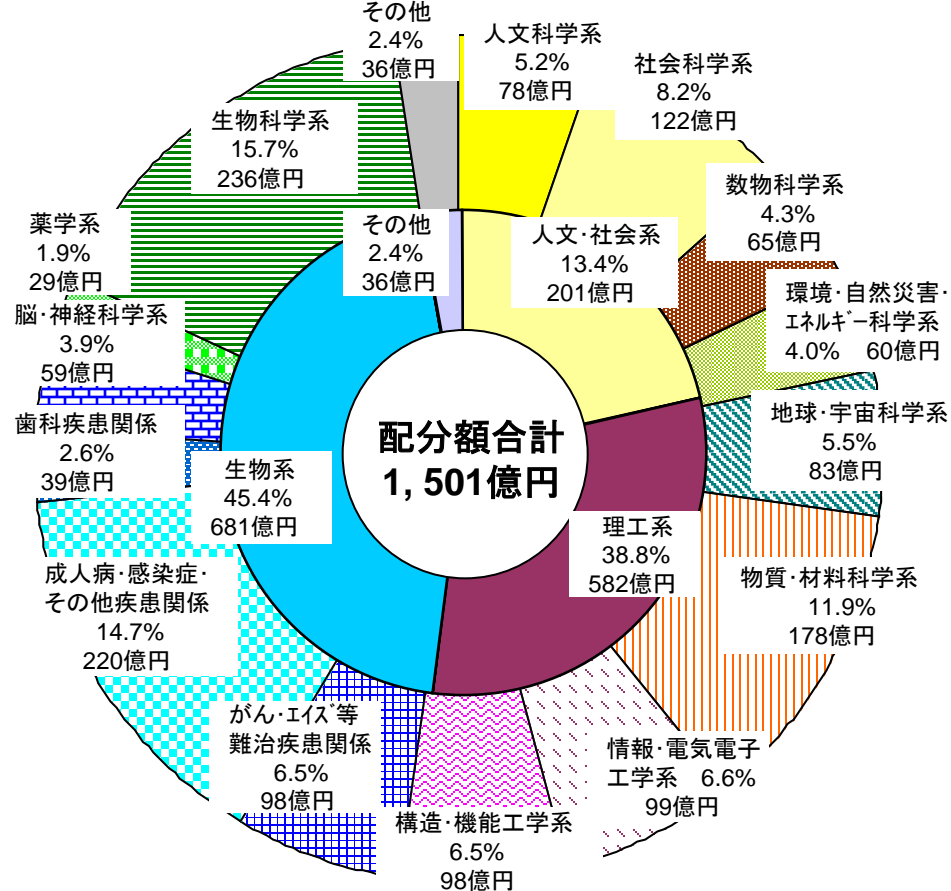 その他
2.4%
36億円
人文科学系
5.2%
78億円
社会科学系
8.2%
122億円
数物科学系
4.3%
65億円
環境･自然災害･
ｴﾈﾙｷﾞｰ科学系
4.0%　60億円
地球･宇宙科学系
5.5%
83億円
物質･材料科学系
11.9%
178億円
情報･電気電子
工学系　6.6%
99億円
構造･機能工学系
6.5%
98億円
がん･ｴｲｽﾞ等
難治疾患関係
6.5%
98億円
成人病･感染症･
その他疾患関係
14.7%
220億円
歯科疾患関係
2.6%
39億円
脳･神経科学系
3.9%
59億円
薬学系
1.9%
29億円
生物科学系
15.7%
236億円
その他
2.4%
36億円
人文･社会系
13.4%
201億円
理工系
38.8%
582億円
生物系
45.4%
681億円
配分額合計
1,501億円